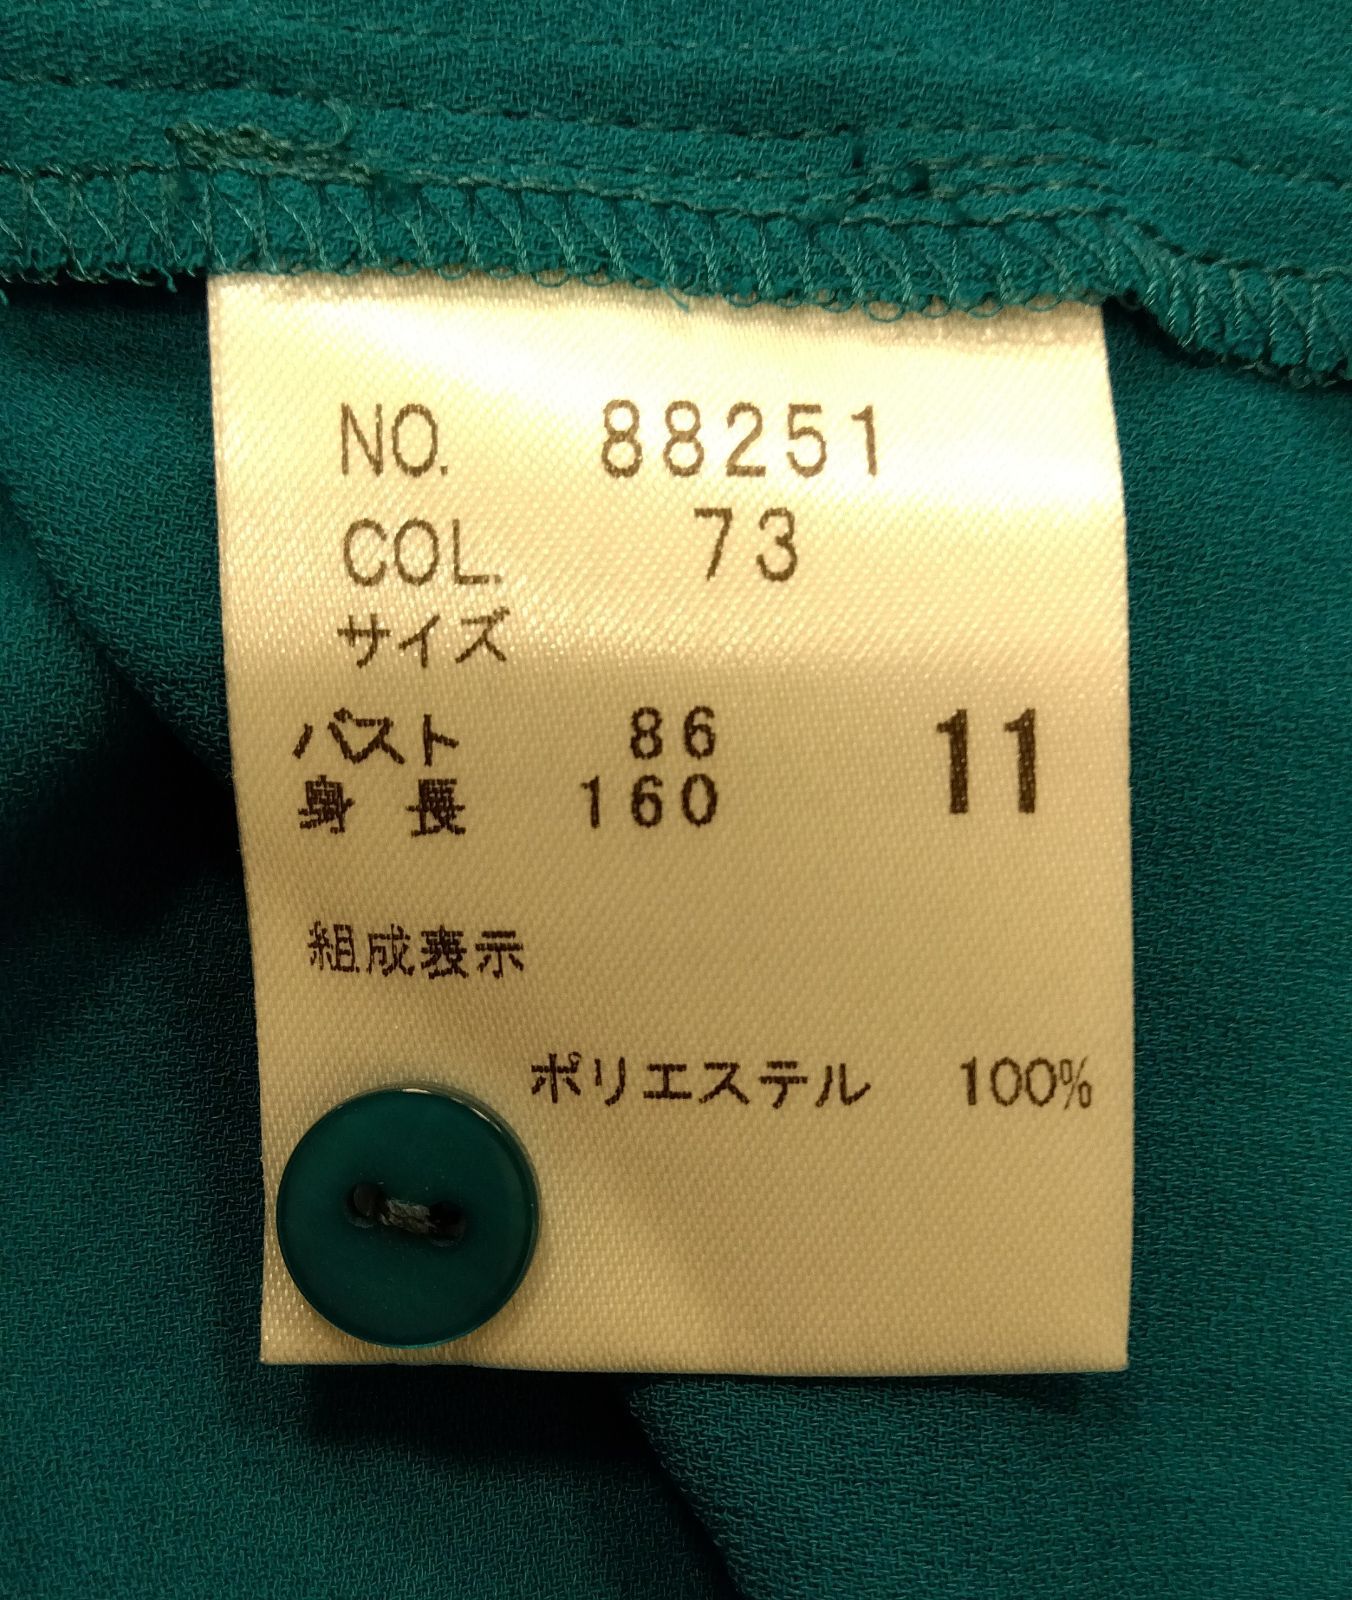 NO. 88251
COL. 73
サイズ
バスト 86 11
身長 160
組成表示
ポリエステル 100%